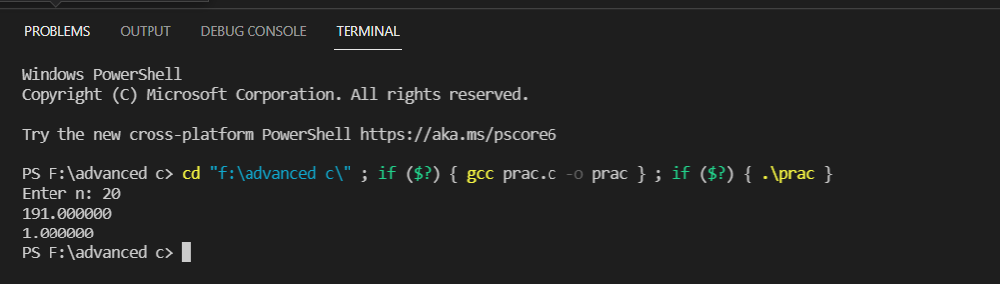 PROBLEMS OUTPUT DEBUG CONSOLE TERMINAL
Windows PowerShell
Copyright (C) Microsoft Corporation. All rights reserved.
Try the new cross-platform PowerShell https://aka.ms/pscore6
PS F:\advanced c> cd "f:\advanced c\" ; if ($?) { gcc prac.c -o prac } ; if ($?) { .\prac }
Enter n: 20
191.000000
1.000000
PS F:\advanced c>